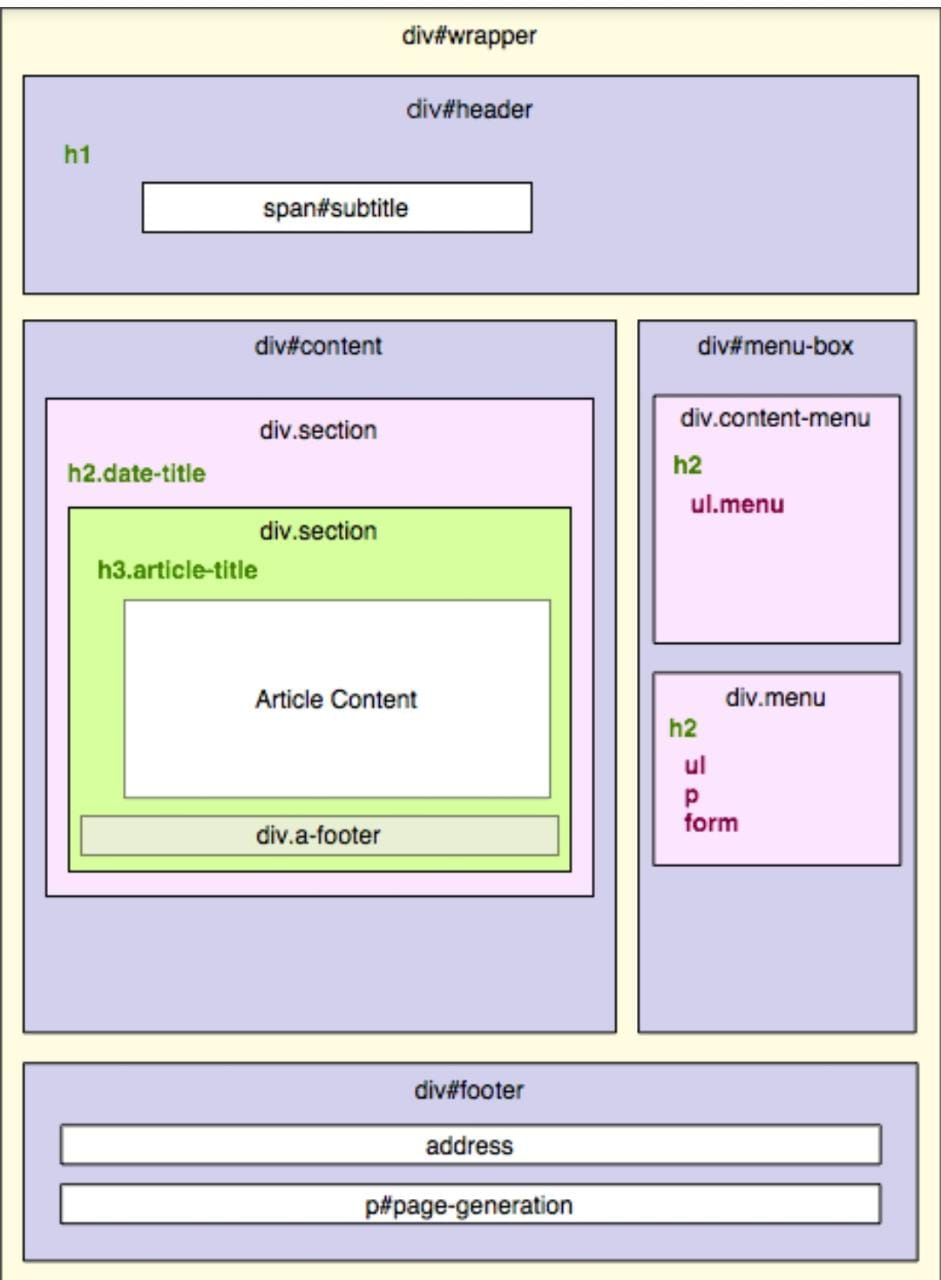 div#wrapper
div#header
h1
span#subtitle
div#content
div.section
h2.date-title
div.section
h3.article-title
Article Content
div.a-footer
div#menu-box
div.content-menu
h2
ul.menu
div.menu
h2
ul
p
form
div#footer
address
p#page-generation